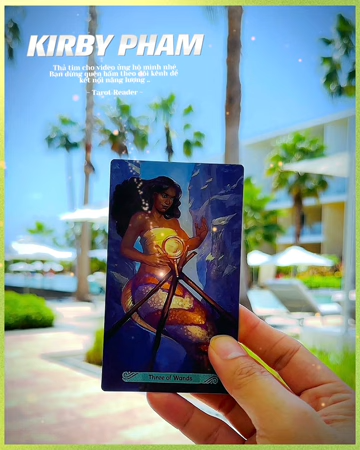 KIRBY PHAM
Thả tim cho video ủng hộ mình nhé
Bạn đừng quên bấm theo dõi kênh để
kết nối năng lượng ..
- Tarot Reader -
Three of Wands